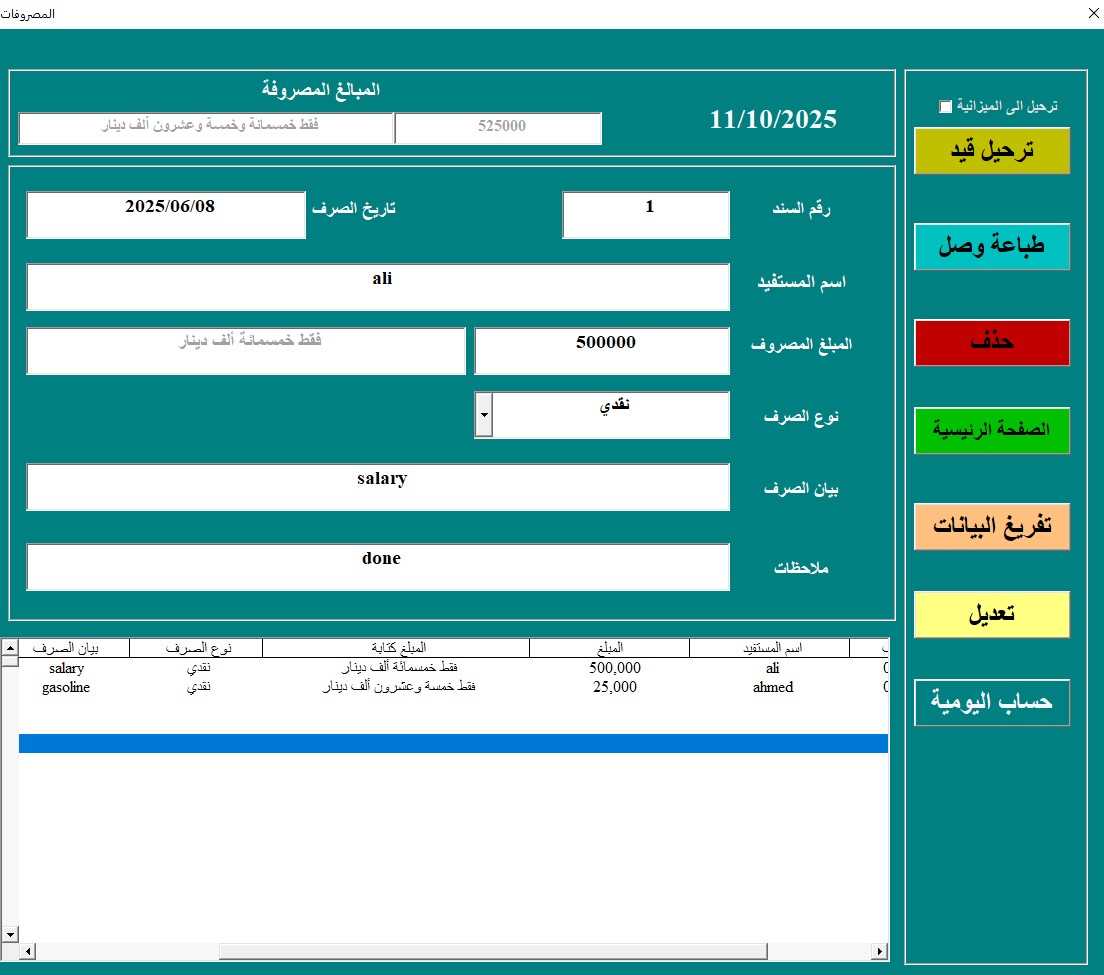 المصروفات
المبالغ المصروفة
11/10/2025
525000
فقط خمسمائة وخمسة وعشرون ألف دينار
رقم السند
1
تاريخ الصرف
2025/06/08
اسم المستفيد
ali
المبلغ المصروف
500000
فقط خمسمائة ألف دينار
نوع الصرف
نقدي
بيان الصرف
salary
ملاحظات
done
ترحيل الى الميزانية
ترحيل قيد
طباعة وصل
حذف
الصفحة الرئيسية
تفريغ البيانات
تعديل
حساب اليومية
اسم المستفيد المبلغ المبلغ كتابة نوع الصرف بيان الصرف
ali 500,000 فقط خمسمائة ألف دينار نقدي salary
ahmed 25,000 فقط خمسة وعشرون ألف دينار نقدي gasoline